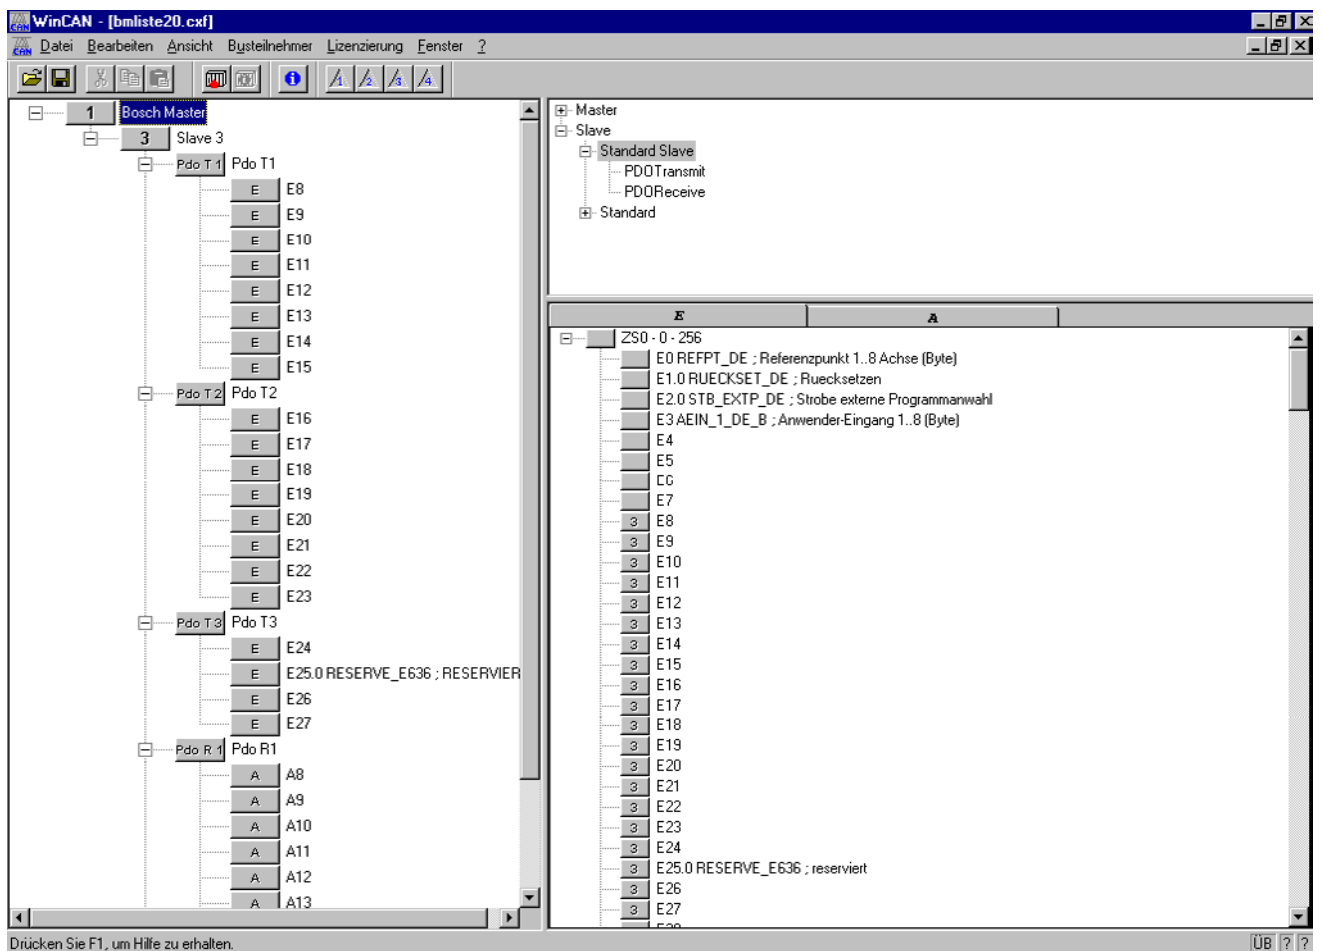 WinCAN - [bmliste20.cxf]
CAN Datei Bearbeiten Ansicht Busteilnehmer Lizenzierung Fenster ?
1 2 3 4
1 Bosch Master
3 Slave 3
Pdo T 1 Pdo T1
E E8
E E9
E E10
E E11
E E12
E E13
E E14
E E15
Pdo T 2 Pdo T2
E E16
E E17
E E18
E E19
E E20
E E21
E E22
E E23
Pdo T 3 Pdo T3
E E24
E E25.0 RESERVE_E636 ; RESERVIER
E E26
E E27
Pdo R 1 Pdo R1
A A8
A A9
A A10
A A11
A A12
A A13
Master
Slave
Standard Slave
PDOTransmit
PDOReceive
Standard
E A
ZS0 - 0 - 256
E0 REFPT_DE ; Referenzpunkt 1..8 Achse (Byte)
E1.0 RUECKSET_DE ; Ruecksetzen
E2.0 STB_EXTP_DE ; Strobe externe Programmanwahl
E3 AEIN_1_DE_B ; Anwender-Eingang 1..8 (Byte)
E4
E5
E6
E7
3 E8
3 E9
3 E10
3 E11
3 E12
3 E13
3 E14
3 E15
3 E16
3 E17
3 E18
3 E19
3 E20
3 E21
3 E22
3 E23
3 E24
3 E25.0 RESERVE_E636 ; reserviert
3 E26
3 E27
Drücken Sie F1, um Hilfe zu erhalten.
ÜB ? ?